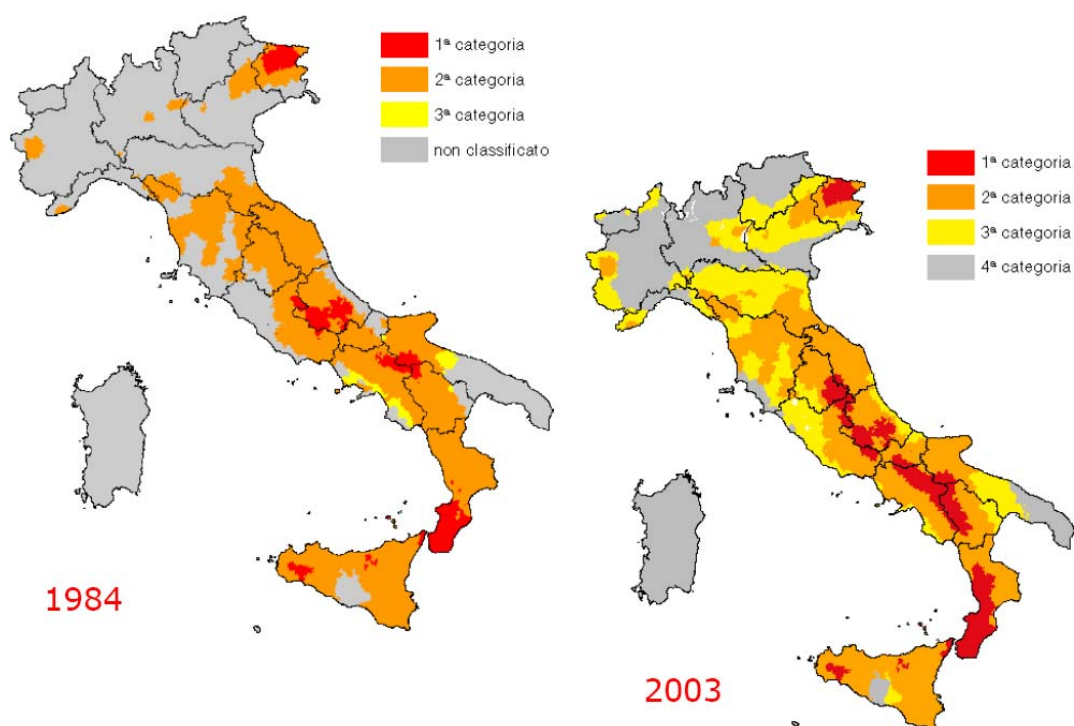 1ª categoria
2ª categoria
3ª categoria
non classificato
1984
1ª categoria
2ª categoria
3ª categoria
4ª categoria
2003